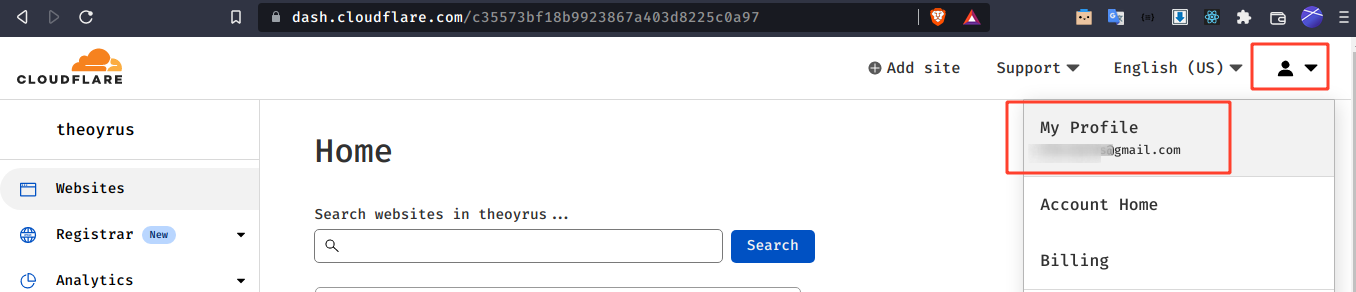 dash.cloudflare.com/c35573bf18b9923867a403d8225c0a97
CLOUDFLARE
Add site
Support
English (US)
theoyrus
Home
My Profile
@gmail.com
Websites
Account Home
Search websites in theoyrus...
Registrar New
Search
Billing
Analytics